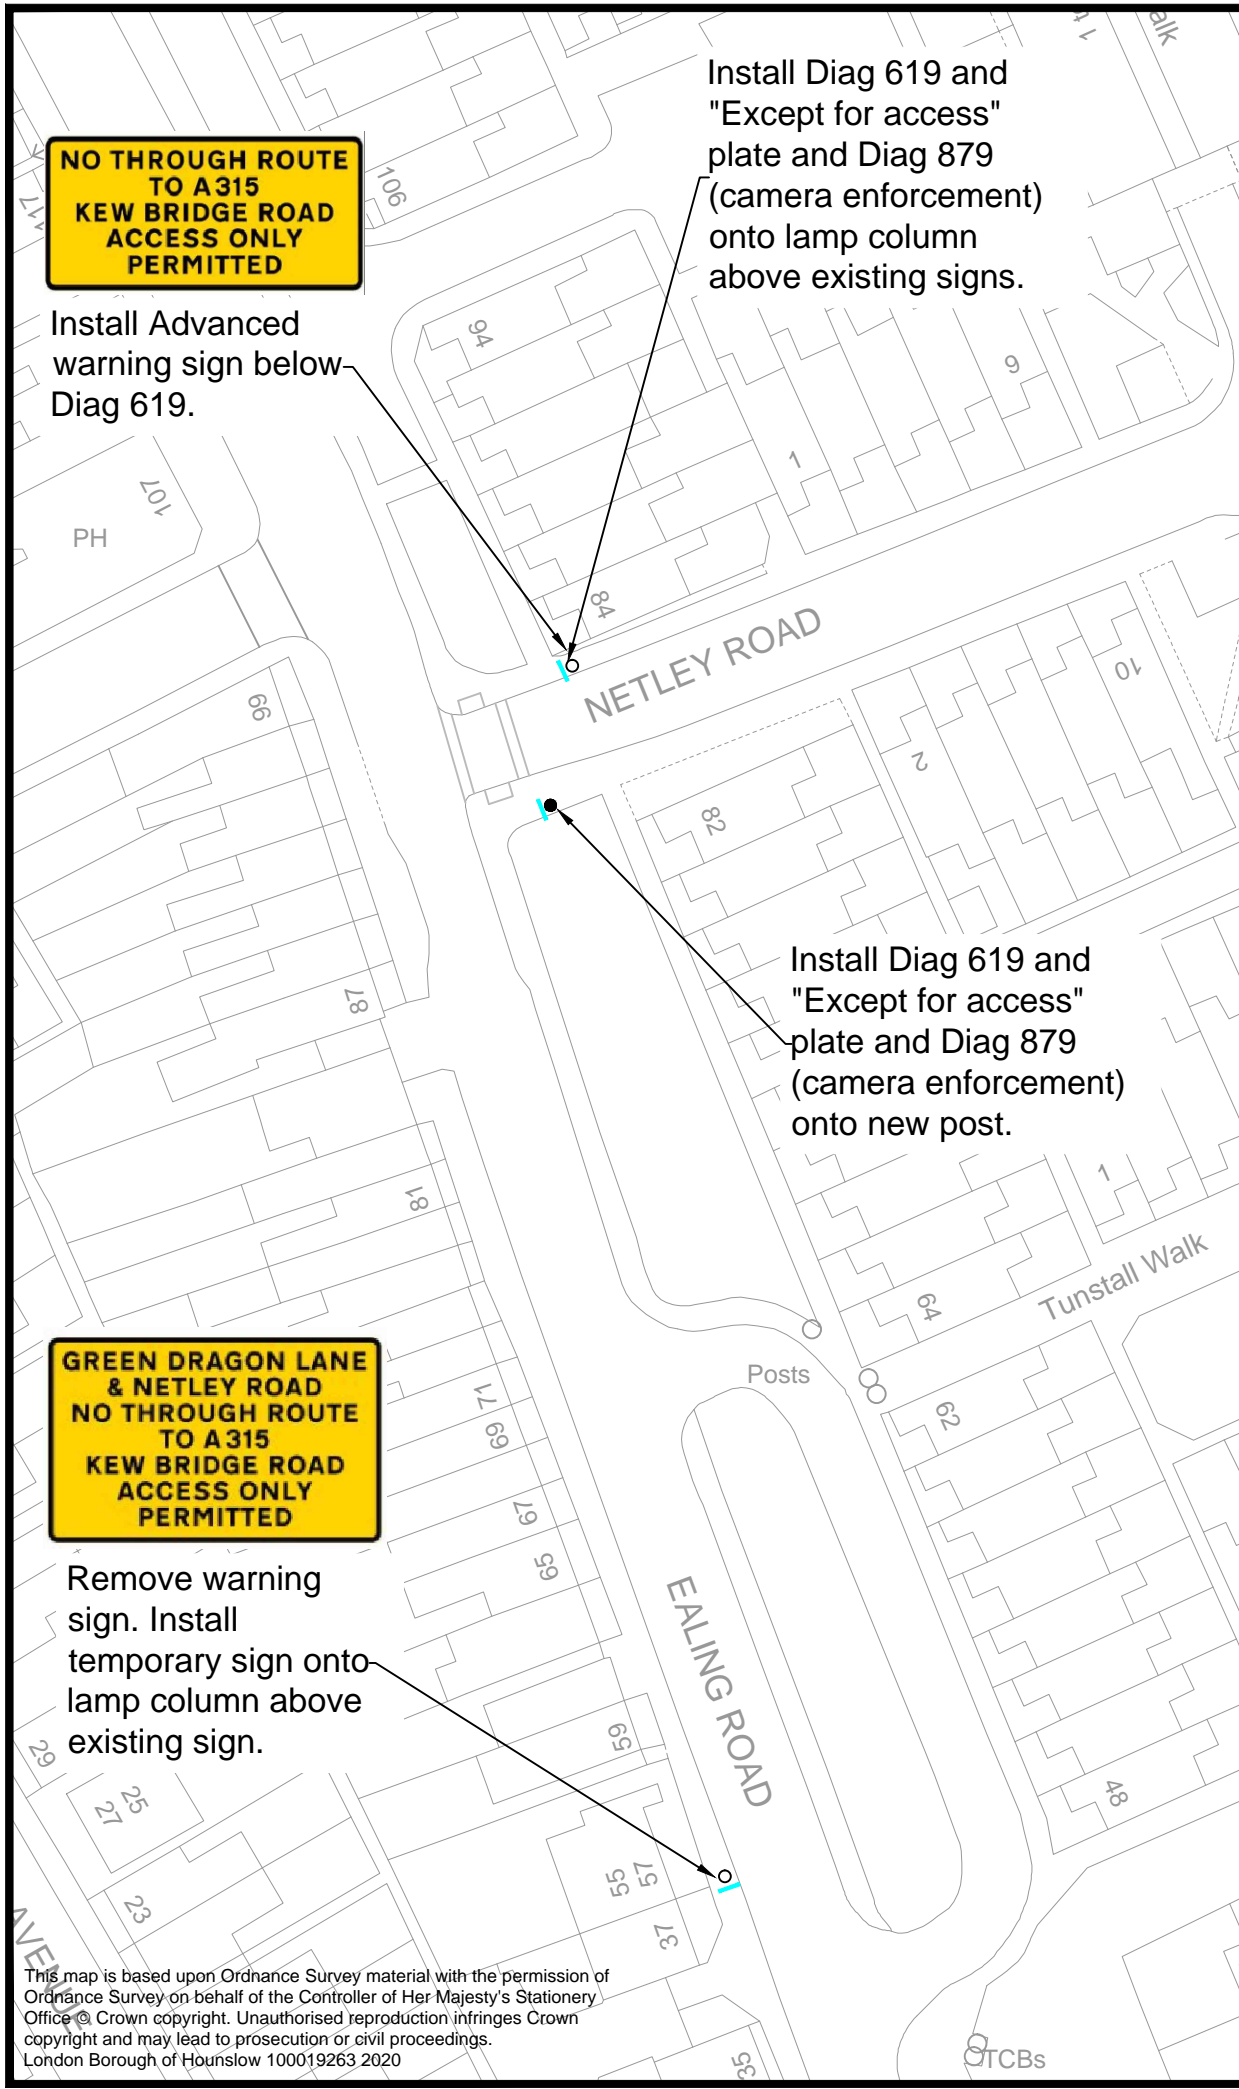 alk
Install Diag 619 and
"Except for access"
plate and Diag 879
(camera enforcement)
onto lamp column
above existing signs.
NO THROUGH ROUTE
TO A315
KEW BRIDGE ROAD
ACCESS ONLY
PERMITTED
106
117
Install Advanced
warning sign below
Diag 619.
94
9
1
107
PH
84
NETLEY ROAD
10
99
2
82
87
Install Diag 619 and
"Except for access"
plate and Diag 879
(camera enforcement)
onto new post.
81
1
Tunstall Walk
64
Posts
62
GREEN DRAGON LANE
& NETLEY ROAD
NO THROUGH ROUTE
TO A315
KEW BRIDGE ROAD
ACCESS ONLY
PERMITTED
71
69
67
65
Remove warning
sign. Install
temporary sign onto
lamp column above
existing sign.
EALING ROAD
59
29
25
27
48
57
55
23
37
AVENUE
This map is based upon Ordnance Survey material with the permission of
Ordnance Survey on behalf of the Controller of Her Majesty's Stationery
Office © Crown copyright. Unauthorised reproduction infringes Crown
copyright and may lead to prosecution or civil proceedings.
London Borough of Hounslow 100019263 2020
35
TCBs